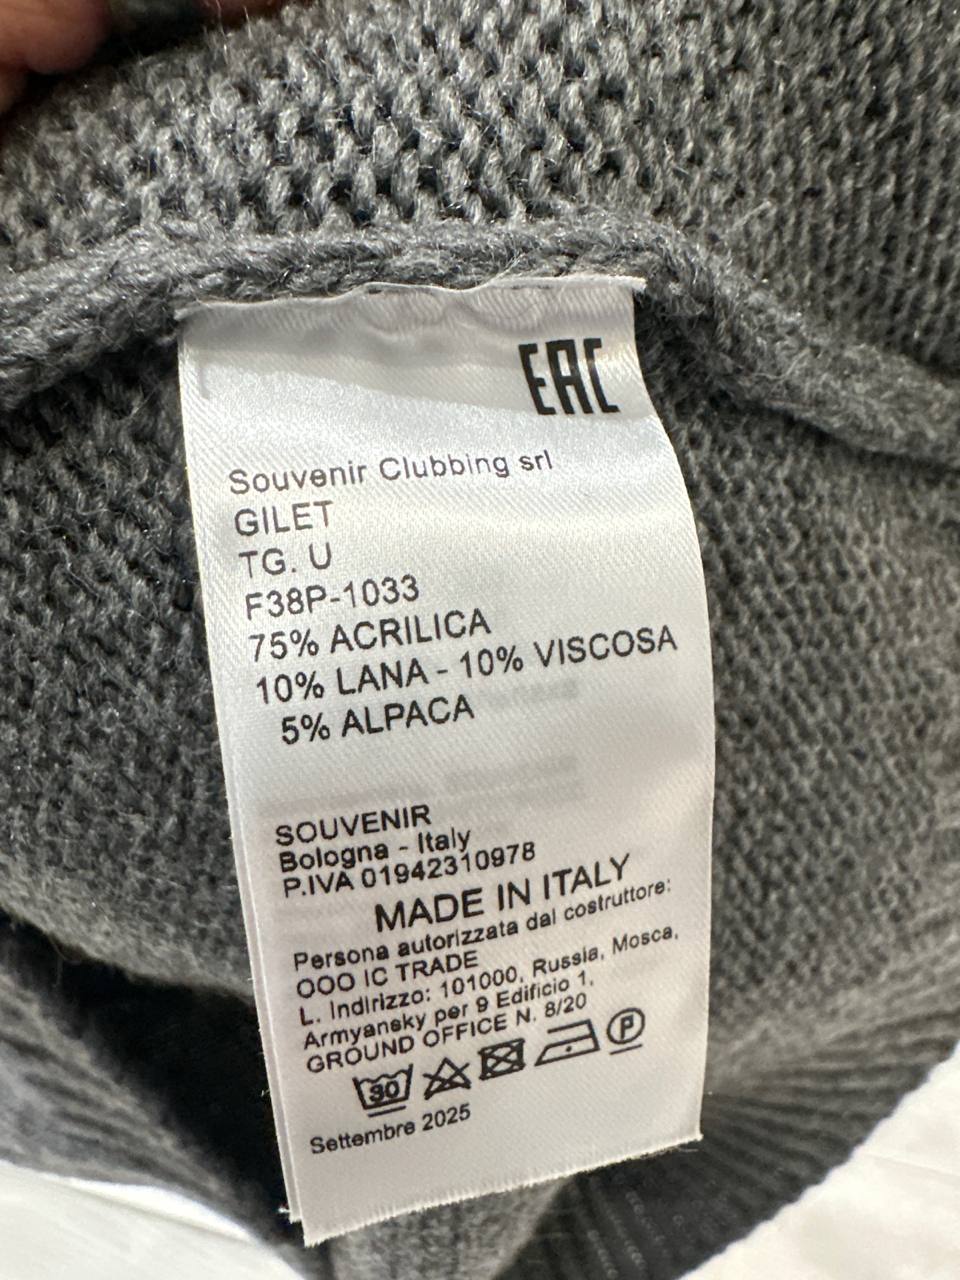 EAC
Souvenir Clubbing srl
GILET
TG. U
F38P-1033
75% ACRILICA
10% LANA - 10% VISCOSA
5% ALPACA
SOUVENIR
Bologna - Italy
P.IVA 01942310978
MADE IN ITALY
Persona autorizzata dal costruttore:
OOO IC TRADE
L. Indirizzo: 101000, Russia, Mosca,
Armyansky per 9 Edificio 1,
GROUND OFFICE N. 8/20
30 P
Settembre 2025